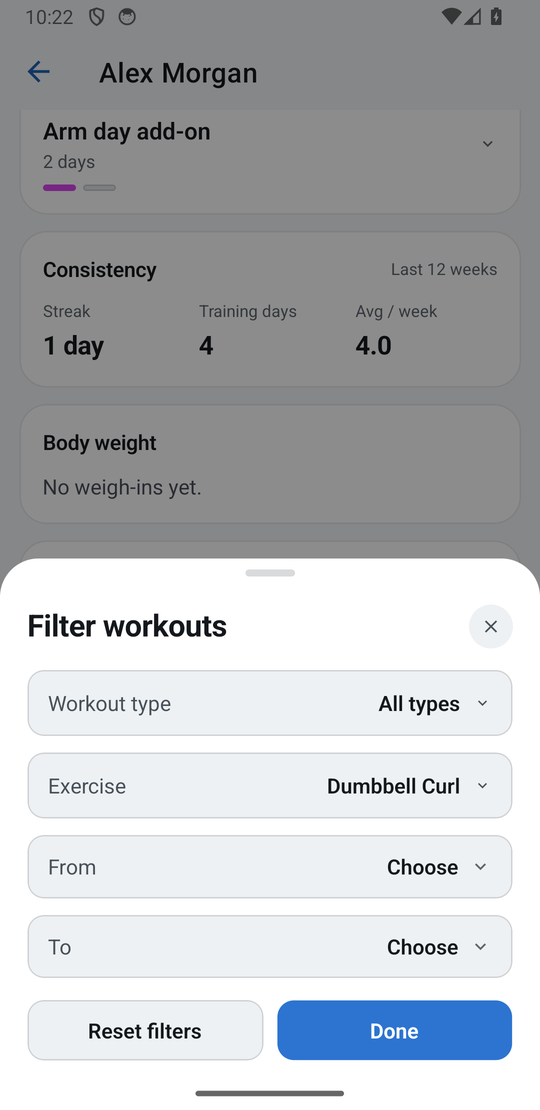 10:22
Alex Morgan
Arm day add-on
2 days
Consistency
Last 12 weeks
Streak
Training days
Avg / week
1 day
4
4.0
Body weight
No weigh-ins yet.
Filter workouts
Workout type
All types
Exercise
Dumbbell Curl
From
Choose
To
Choose
Reset filters
Done